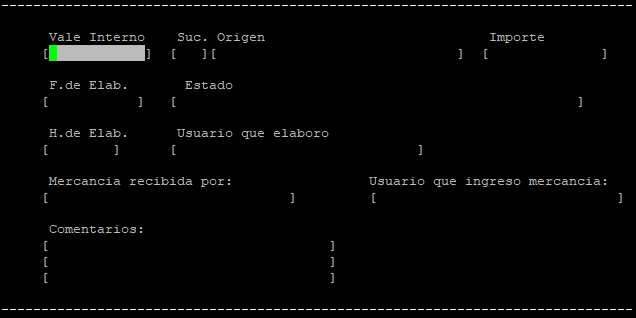 --------------------------------------------------------------------------------
Vale Interno Suc. Origen Importe
[ ] [ ][ ] [ ]
F.de Elab. Estado
[ ] [ ]
H.de Elab. Usuario que elaboro
[ ] [ ]
Mercancia recibida por: Usuario que ingreso mercancia:
[ ] [ ]
Comentarios:
[ ]
[ ]
[ ]
--------------------------------------------------------------------------------